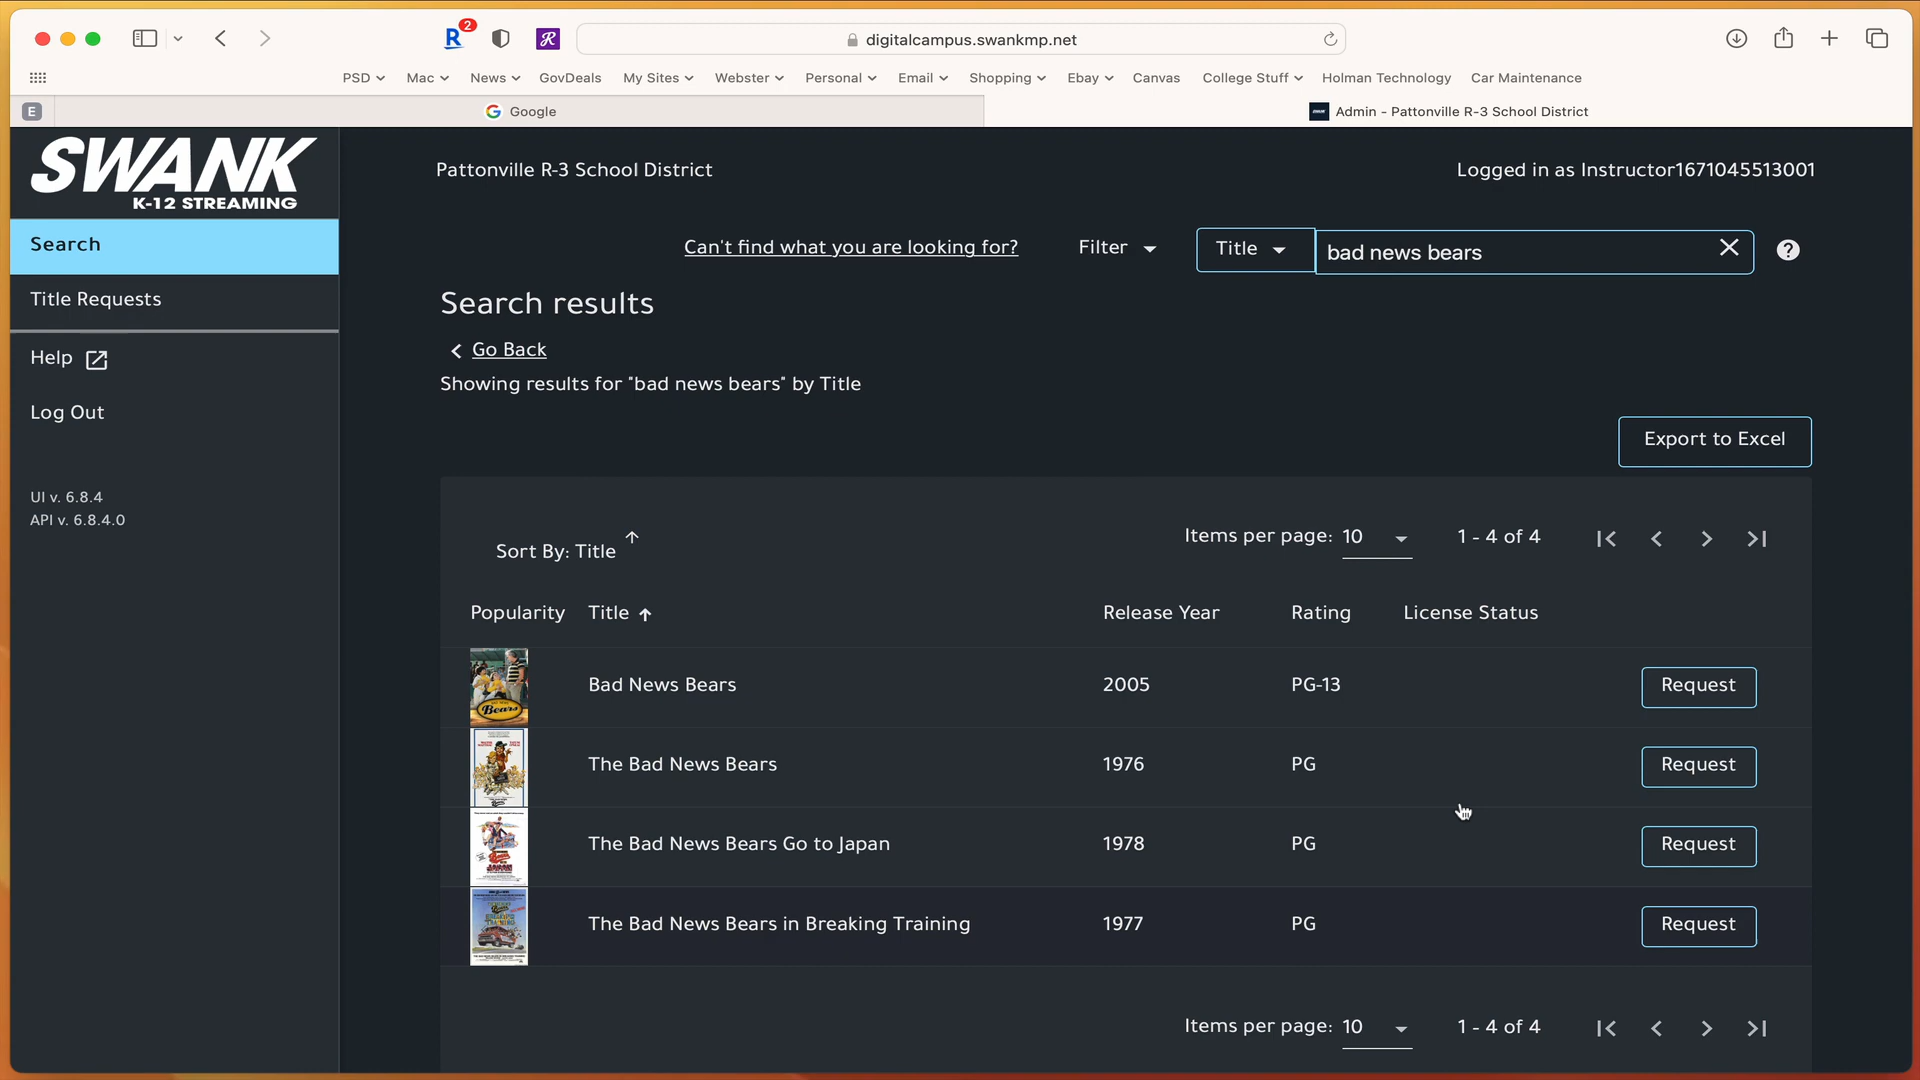 R 2
digitalcampus.swankmp.net
PSD Mac News GovDeals My Sites Webster Personal Email Shopping Ebay Canvas College Stuff Holman Technology Car Maintenance
E Google Admin - Pattonville R-3 School District
SWANK
K-12 STREAMING
Search
Title Requests
Help
Log Out
UI v. 6.8.4
API v. 6.8.4.0
Pattonville R-3 School District
Logged in as Instructor1671045513001
Can't find what you are looking for? Filter Title bad news bears ?
Search results
Go Back
Showing results for "bad news bears" by Title
Export to Excel
Sort By: Title
Items per page: 10 1 - 4 of 4
Popularity Title Release Year Rating License Status
Bears
Bad News Bears 2005 PG-13 Request
The Bad News Bears 1976 PG Request
The Bad News Bears Go to Japan 1978 PG Request
The Bad News Bears in Breaking Training 1977 PG Request
Items per page: 10 1 - 4 of 4